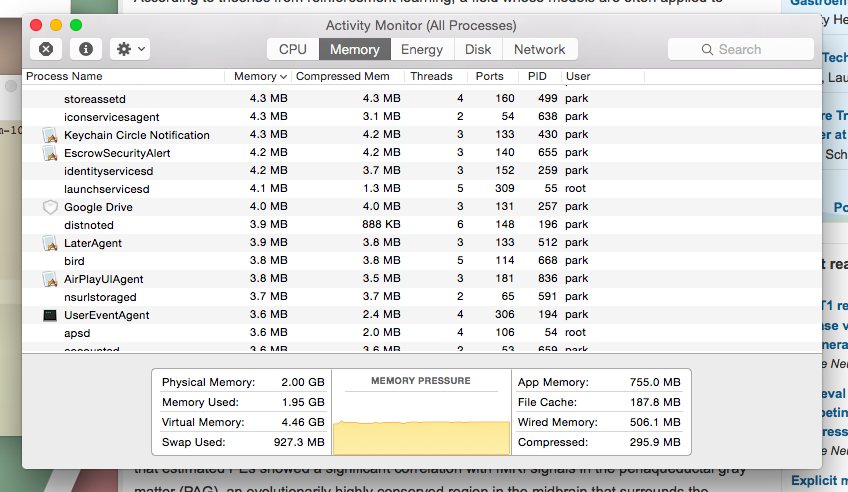 According to theories from reinforcement learning, a field whose models are often applied to
Gastroen
Activity Monitor (All Processes)
y He
CPU Memory Energy Disk Network Search
Tech
, Lau
Process Name Memory Compressed Mem Threads Ports PID User
storeassetd 4.3 MB 4.3 MB 4 160 499 park
iconservicesagent 4.3 MB 3.1 MB 2 54 638 park
re Tr
n-10
Keychain Circle Notification 4.3 MB 4.2 MB 3 133 430 park
er at
EscrowSecurityAlert 4.2 MB 4.2 MB 3 140 655 park
Sch
identityservicesd 4.2 MB 3.7 MB 3 152 259 park
launchservicesd 4.1 MB 1.3 MB 5 309 55 root
Google Drive 4.0 MB 4.0 MB 3 131 257 park
Po
distnoted 3.9 MB 888 KB 6 148 196 park
LaterAgent 3.9 MB 3.8 MB 3 133 512 park
bird 3.8 MB 3.8 MB 5 114 668 park
t rea
AirPlayUIAgent 3.8 MB 3.5 MB 3 181 836 park
nsurlstoraged 3.7 MB 3.7 MB 2 65 591 park
T1 re
UserEventAgent 3.6 MB 2.4 MB 4 306 194 park
ase v
apsd 3.6 MB 2.0 MB 4 106 54 root
nera
accounted 3.6 MB 3.6 MB 2 53 659 park
e Neu
Physical Memory: 2.00 GB
Memory Used: 1.95 GB
Virtual Memory: 4.46 GB
Swap Used: 927.3 MB
MEMORY PRESSURE
App Memory: 755.0 MB
File Cache: 187.8 MB
Wired Memory: 506.1 MB
Compressed: 295.9 MB
eval
peting
ress
e Neu
that estimated PEs showed a significant correlation with fMRI signals in the periaqueductal gray
Explicit m
matter (PAG), an evolutionarily highly conserved region in the midbrain that surrounds the